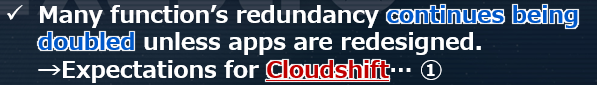 ✓ Many function's redundancy continues being
doubled unless apps are redesigned.
→Expectations for Cloudshift… ①